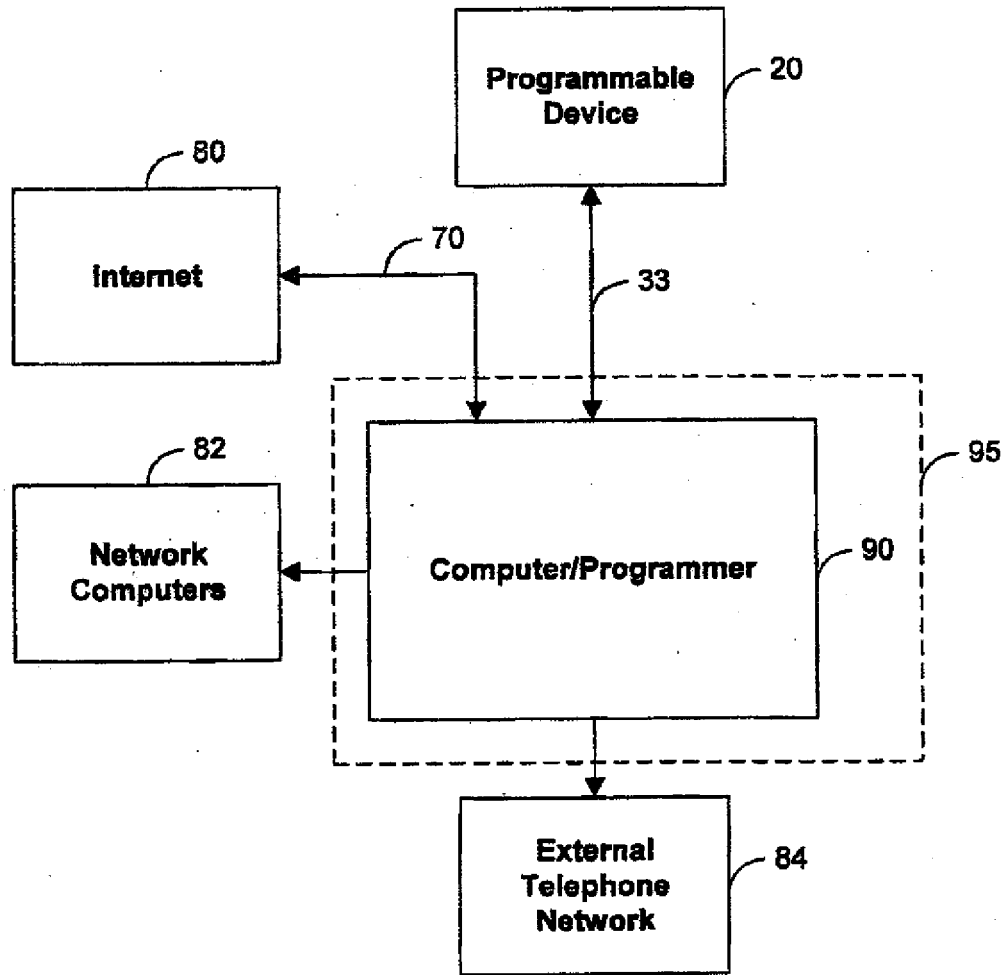 Programmable
Device
20
80
Internet
70
33
82
Network
Computers
95
Computer/Programmer
90
External
Telephone
Network
84